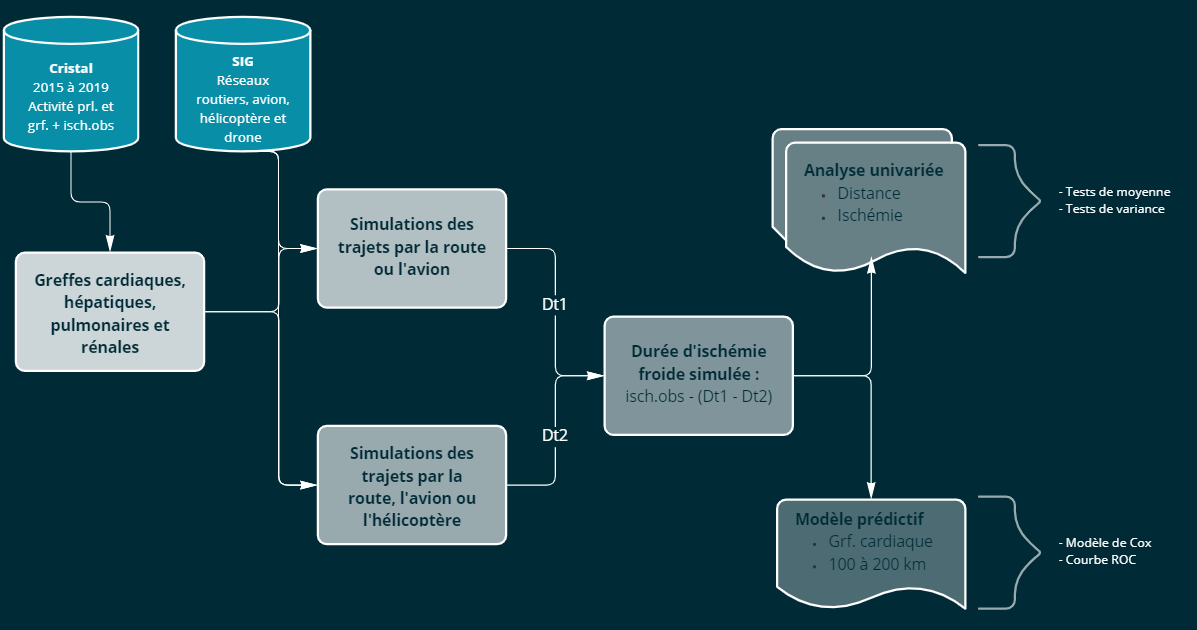 Cristal
2015 à 2019
Activité prl. et
grf. + isch.obs
SIG
Réseaux
routiers, avion,
hélicoptère et
drone
Greffes cardiaques,
hépatiques,
pulmonaires et
rénales
Simulations des
trajets par la route
ou l'avion
Simulations des
trajets par la
route, l'avion ou
l'hélicoptère
Dt1
Dt2
Durée d'ischémie
froide simulée :
isch.obs - (Dt1 - Dt2)
Analyse univariée
• Distance
• Ischémie
- Tests de moyenne
- Tests de variance
Modèle prédictif
• Grf. cardiaque
• 100 à 200 km
- Modèle de Cox
- Courbe ROC